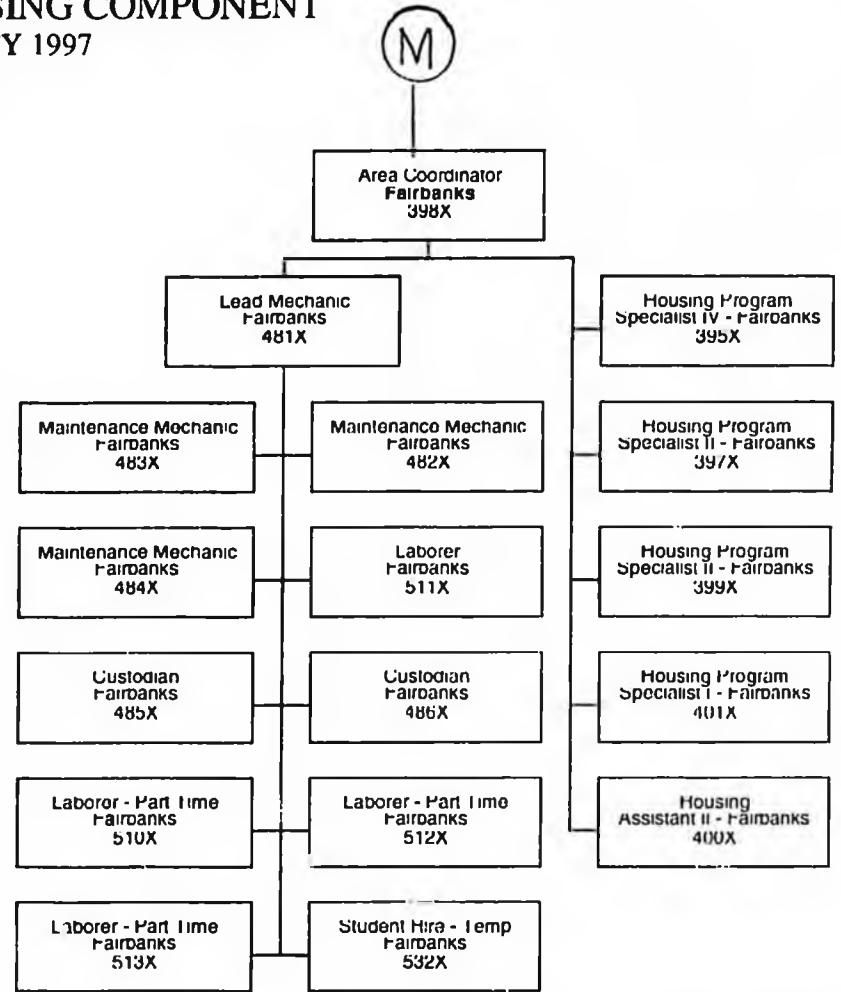 SING COMPONENT
Y 1997
M
Area Coordinator
Fairbanks
398X
Lead Mechanic
Fairbanks
481X
Housing Program
Specialist IV - Fairbanks
395X
Maintenance Mechanic
Fairbanks
483X
Maintenance Mechanic
Fairbanks
482X
Housing Program
Specialist II - Fairbanks
397X
Maintenance Mechanic
Fairbanks
484X
Laborer
Fairbanks
511X
Housing Program
Specialist II - Fairbanks
399X
Custodian
Fairbanks
485X
Custodian
Fairbanks
486X
Housing Program
Specialist I - Fairbanks
401X
Laborer - Part Time
Fairbanks
510X
Laborer - Part Time
Fairbanks
512X
Housing
Assistant II - Fairbanks
400X
Laborer - Part Time
Fairbanks
513X
Student Hire - Temp
Fairbanks
532X